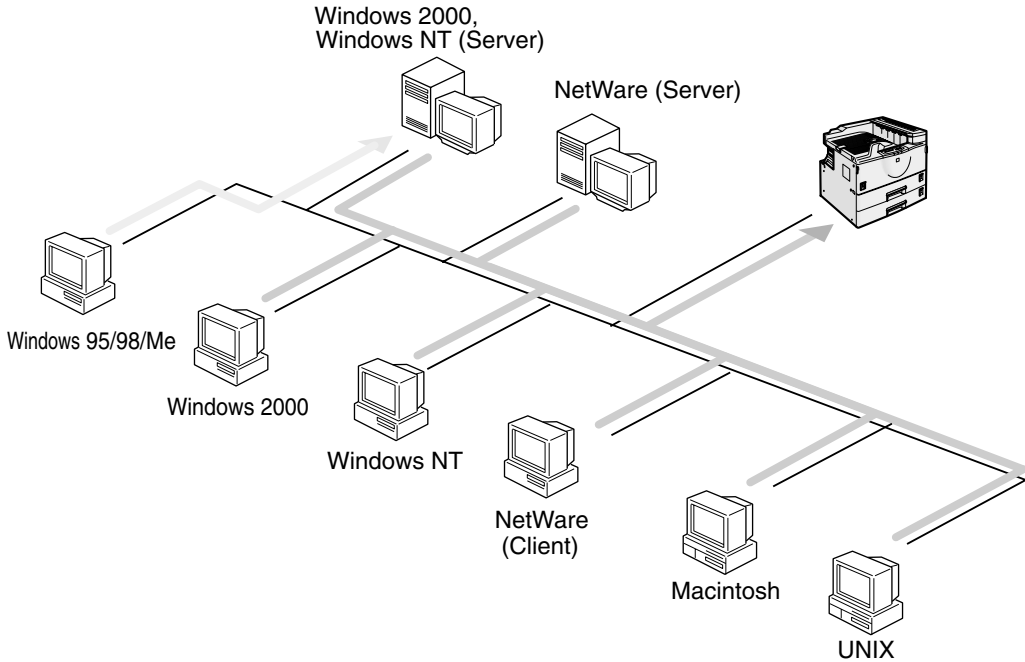 Windows 2000,
Windows NT (Server)
NetWare (Server)
Windows 95/98/Me
Windows 2000
Windows NT
NetWare
(Client)
Macintosh
UNIX